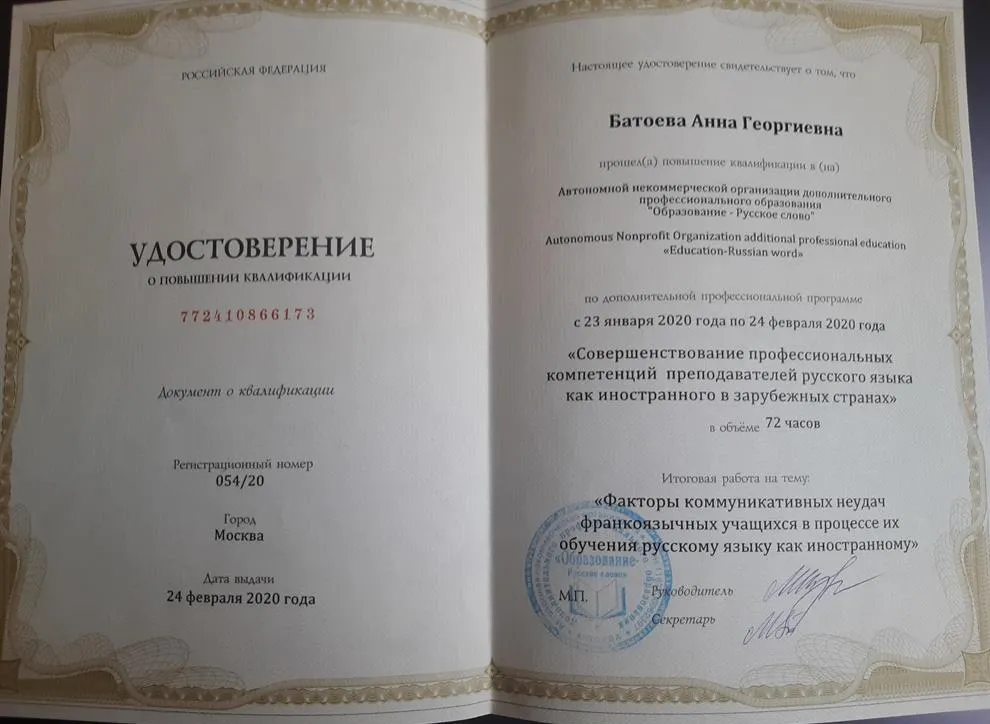 РОССИЙСКАЯ ФЕДЕРАЦИЯ
УДОСТОВЕРЕНИЕ
О ПОВЫШЕНИИ КВАЛИФИКАЦИИ
772410866173
Документ о квалификации
Регистрационный номер
054/20
Город
Москва
Дата выдачи
24 февраля 2020 года
Настоящее удостоверение свидетельствует о том, что
Батоева Анна Георгиевна
прошел(а) повышение квалификации в (на)
Автономной некоммерческой организации дополнительного
профессионального образования
"Образование - Русское слово"
Autonomous Nonprofit Organization additional professional education
«Education-Russian word»
по дополнительной профессиональной программе
с 23 января 2020 года по 24 февраля 2020 года
«Совершенствование профессиональных
компетенций преподавателей русского языка
как иностранного в зарубежных странах»
в объёме 72 часов
Итоговая работа на тему:
«Факторы коммуникативных неудач
франкоязычных учащихся в процессе их
обучения русскому языку как иностранному»
М.П.
Руководитель
Секретарь